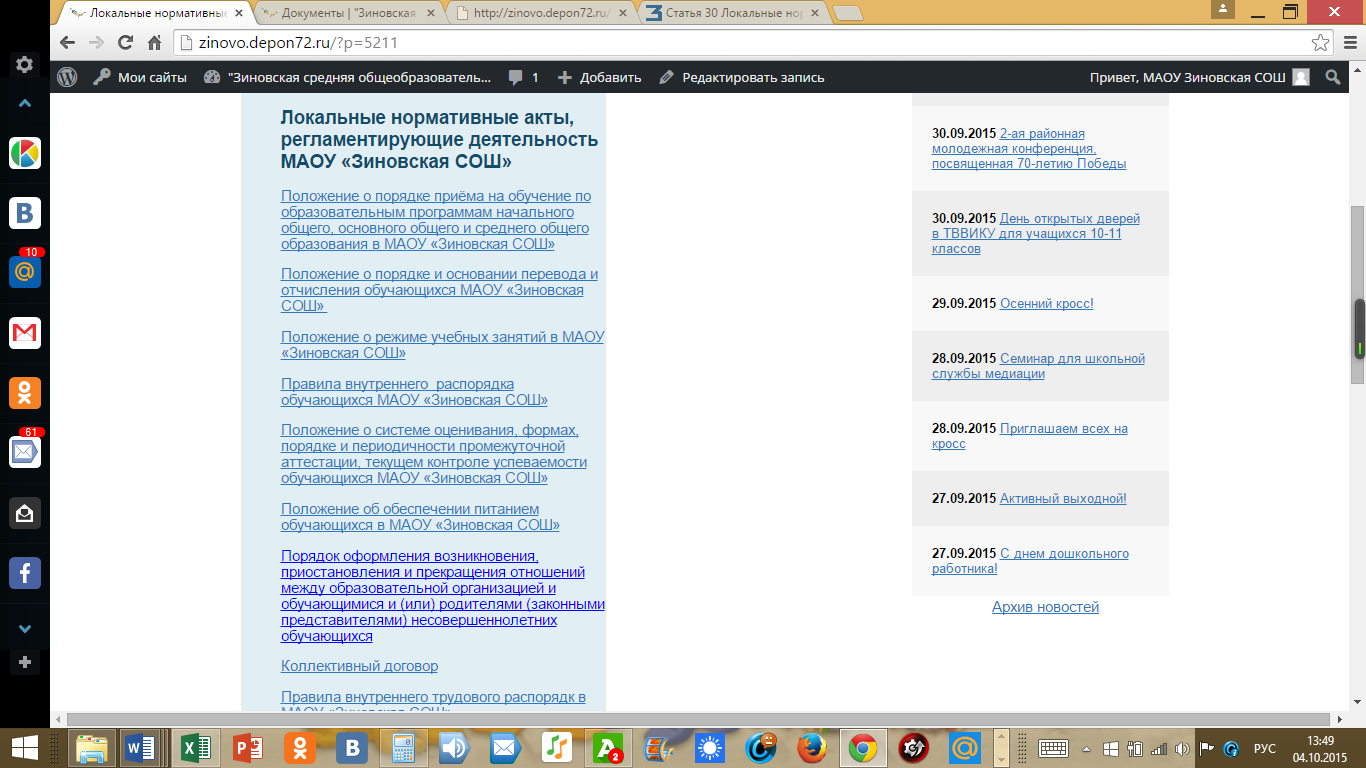 Локальные нормативны
Документы | "Зиновская
http://zinovo.depon72.ru/
Статья 30 Локальные но
zinovo.depon72.ru/?p=5211
Мои сайты
"Зиновская средняя общеобразователь...
1
Добавить
Редактировать запись
Привет, МАОУ Зиновская СОШ
Локальные нормативные акты,
регламентирующие деятельность
МАОУ «Зиновская СОШ»
Положение о порядке приёма на обучение по
образовательным программам начального
общего, основного общего и среднего общего
образования в МАОУ «Зиновская СОШ»
Положение о порядке и основании перевода и
отчисления обучающихся МАОУ «Зиновская
СОШ»
Положение о режиме учебных занятий в МАОУ
«Зиновская СОШ»
Правила внутреннего  распорядка
обучающихся МАОУ «Зиновская СОШ»
Положение о системе оценивания, формах,
порядке и периодичности промежуточной
аттестации, текущем контроле успеваемости
обучающихся МАОУ «Зиновская СОШ»
Положение об обеспечении питанием
обучающихся в МАОУ «Зиновская СОШ»
Порядок оформления возникновения,
приостановления и прекращения отношений
между образовательной организацией и
обучающимися и (или) родителями (законными
представителями) несовершеннолетних
обучающихся
Коллективный договор
Правила внутреннего трудового распорядк в
МАОУ «Зиновская СОШ»
30.09.2015 2-ая районная
молодежная конференция,
посвященная 70-летию Победы
30.09.2015 День открытых дверей
в ТВВИКУ для учащихся 10-11
классов
29.09.2015 Осенний кросс!
28.09.2015 Семинар для школьной
службы медиации
28.09.2015 Приглашаем всех на
кросс
27.09.2015 Активный выходной!
27.09.2015 С днем дошкольного
работника!
Архив новостей
10
61
2
РУС
13:49
04.10.2015